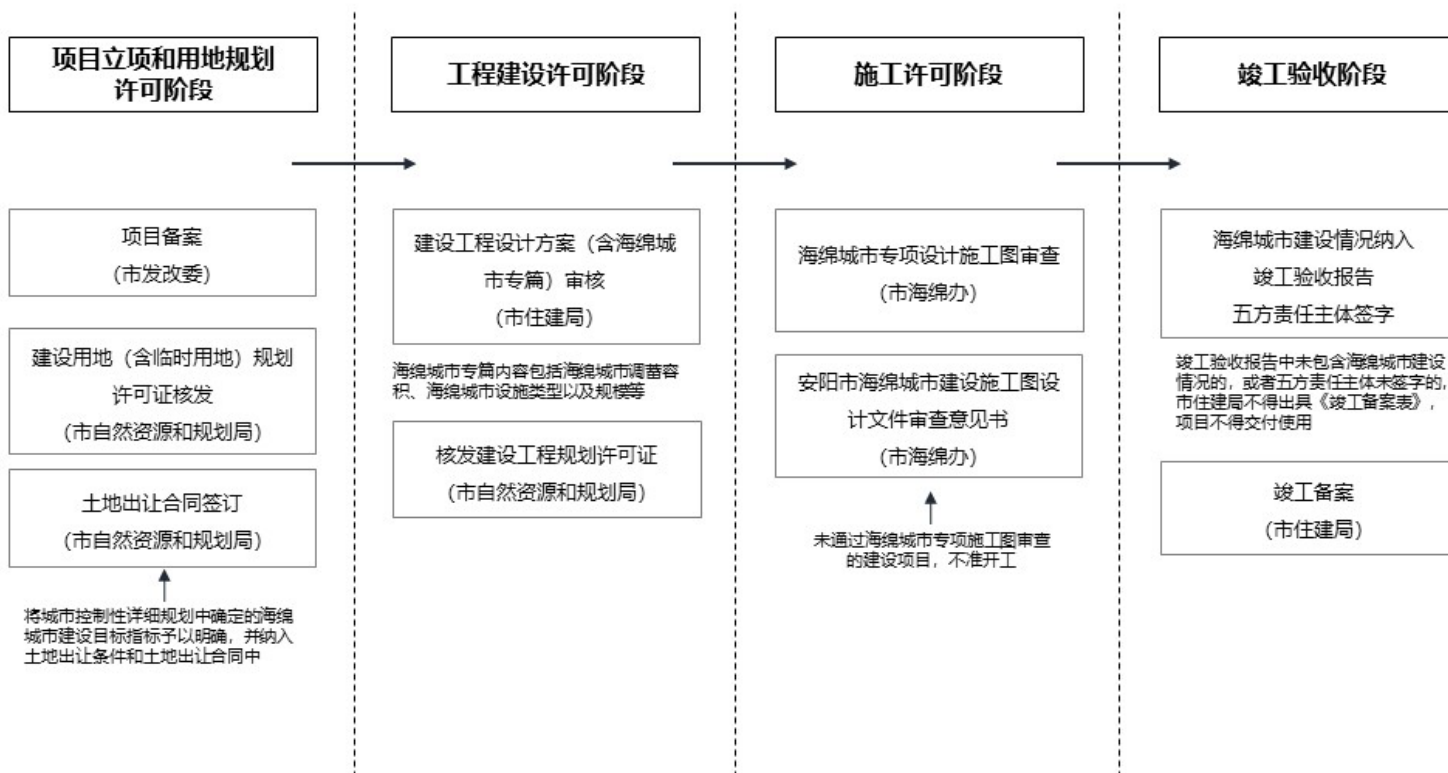 项目立项和用地规划
许可阶段
项目备案
(市发改委)
建设用地（含临时用地）规划
许可证核发
(市自然资源和规划局)
土地出让合同签订
(市自然资源和规划局)
将城市控制性详细规划中确定的海绵
城市建设目标指标予以明确，并纳入
土地出让条件和土地出让合同中
工程建设许可阶段
建设工程设计方案（含海绵城
市专篇）审核
(市住建局)
海绵城市专篇内容包括海绵城市调蓄容
积、海绵城市设施类型以及规模等
核发建设工程规划许可证
(市自然资源和规划局)
施工许可阶段
海绵城市专项设计施工图审查
(市海绵办)
安阳市海绵城市建设施工图设
计文件审查意见书
(市海绵办)
未通过海绵城市专项施工图审查
的建设项目，不准开工
竣工验收阶段
海绵城市建设情况纳入
竣工验收报告
五方责任主体签字
竣工验收报告中未包含海绵城市建设
情况的，或者五方责任主体未签字的，
市住建局不得出具《竣工备案表》，
项目不得交付使用
竣工备案
(市住建局)